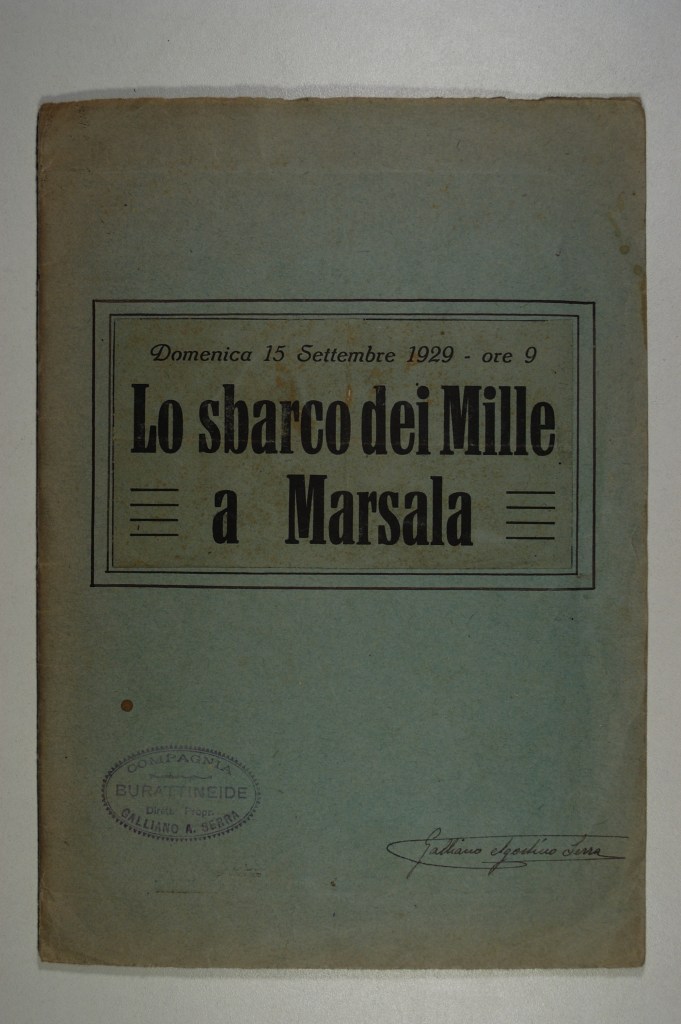 Domenica 15 Settembre 1929 - ore 9
Lo sbarco dei Mille
a Marsala
COMPAGNIA
BURATTINEIDE
Dirett. Propr.
GALLIANO A. SERRA
Galliano Agostino Serra